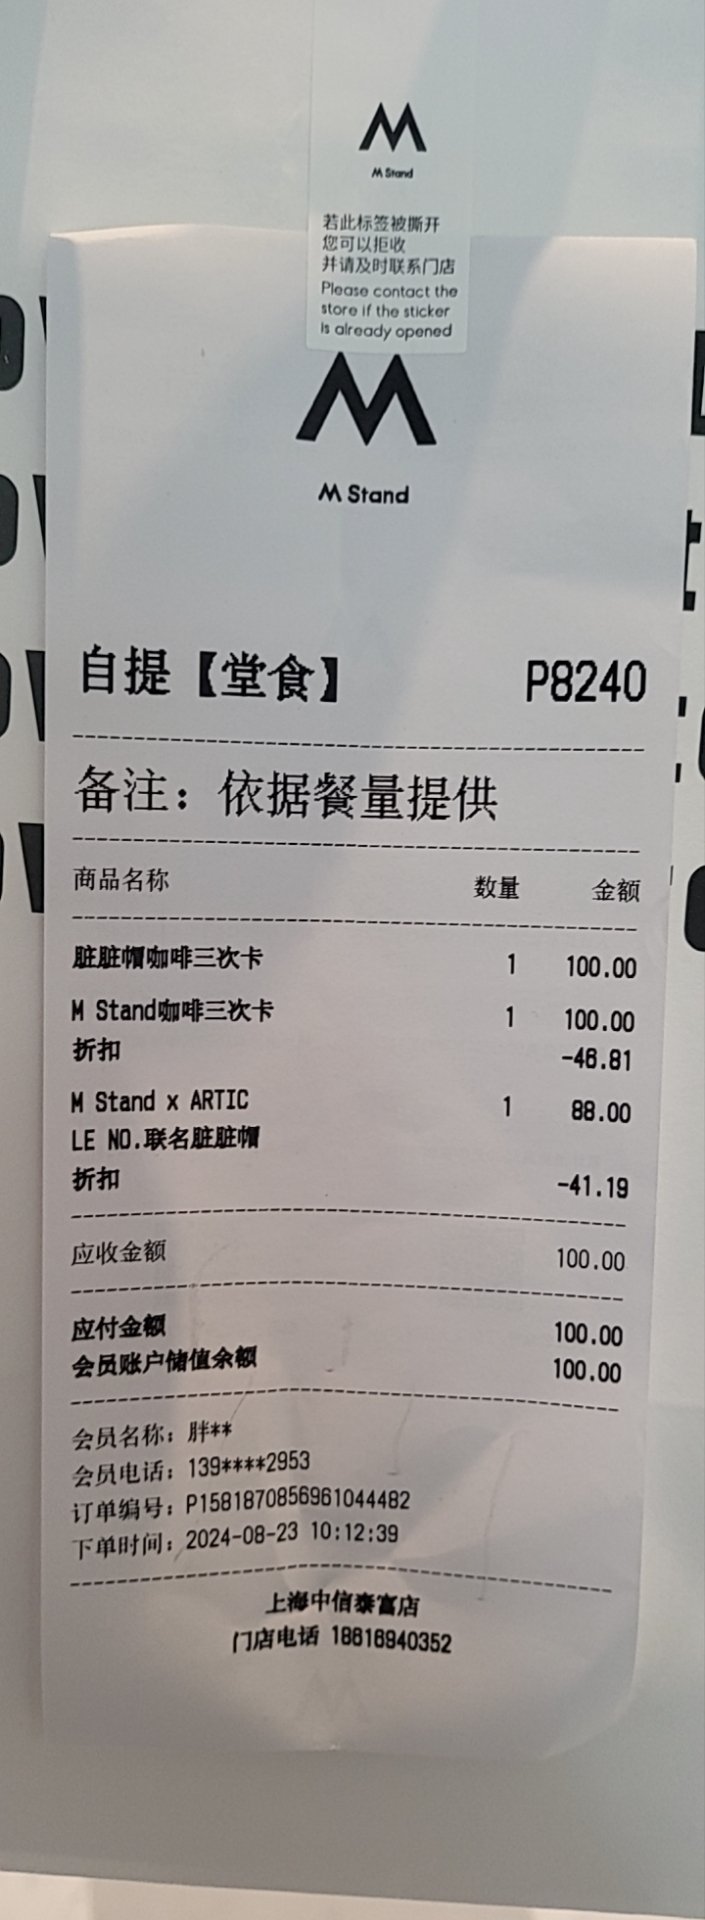 M Stand
若此标签被撕开
您可以拒收
并请及时联系门店
Please contact the
store if the sticker
is already opened
M Stand
自提【堂食】 P8240
备注：依据餐量提供
商品名称 数量 金额
脏脏帽咖啡三次卡 1 100.00
M Stand咖啡三次卡 1 100.00
折扣 -46.81
M Stand x ARTIC 1 88.00
LE NO.联名脏脏帽
折扣 -41.19
应收金额 100.00
应付金额 100.00
会员账户储值余额 100.00
会员名称：胖**
会员电话：139****2953
订单编号：P1581870856961044482
下单时间：2024-08-23 10:12:39
上海中信泰富店
门店电话 18616940352